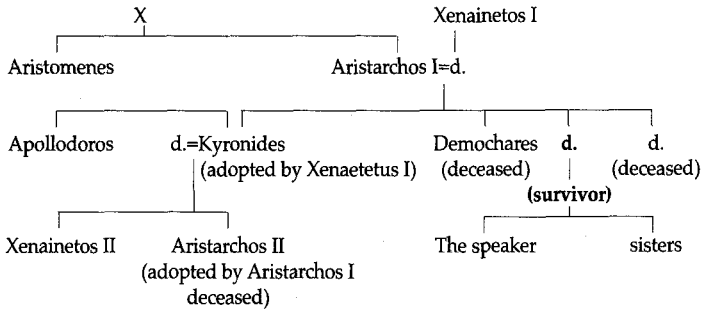 X Xenainetos I
Aristomenes Aristarchos I=d.
Apollodoros d.=Kyronides Demochares d. d.
(adopted by Xenaetetus I) (deceased) (deceased)
(survivor)
Xenainetos II Aristarchos II The speaker sisters
(adopted by Aristarchos I
deceased)